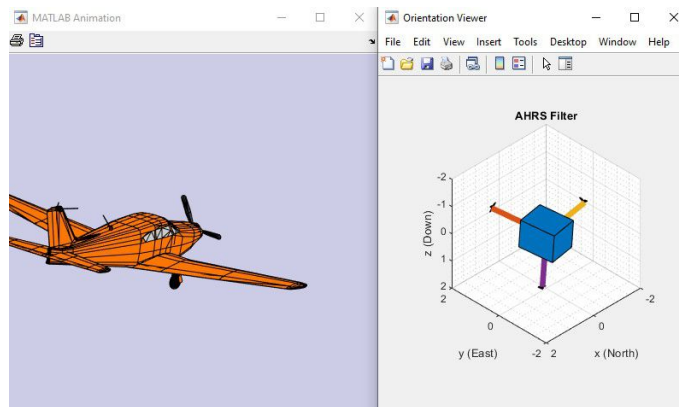 MATLAB Animation
Orientation Viewer
File Edit View Insert Tools Desktop Window Help
AHRS Filter
-2
-1
0
1
2
z (Down)
2
0
-2
y (East)
2
0
-2
x (North)